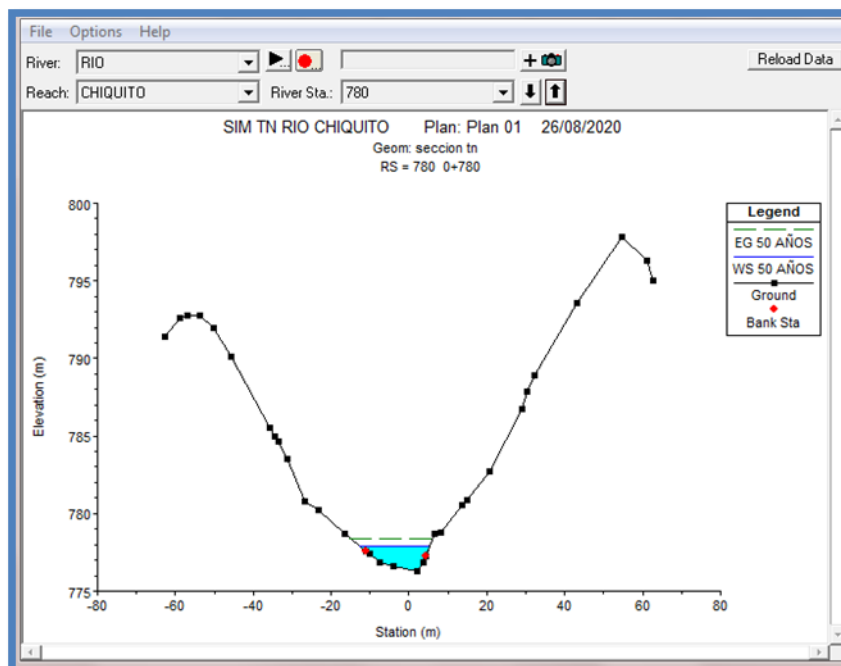 File Options Help
River: RIO
Reload Data
Reach: CHIQUITO River Sta.: 780
SIM TN RIO CHIQUITO Plan: Plan 01 26/08/2020
Geom: seccion tn
RS = 780 0+780
Legend
EG 50 AÑOS
WS 50 AÑOS
Ground
Bank Sta
Elevation (m)
800
795
790
785
780
775
-80 -60 -40 -20 0 20 40 60 80
Station (m)